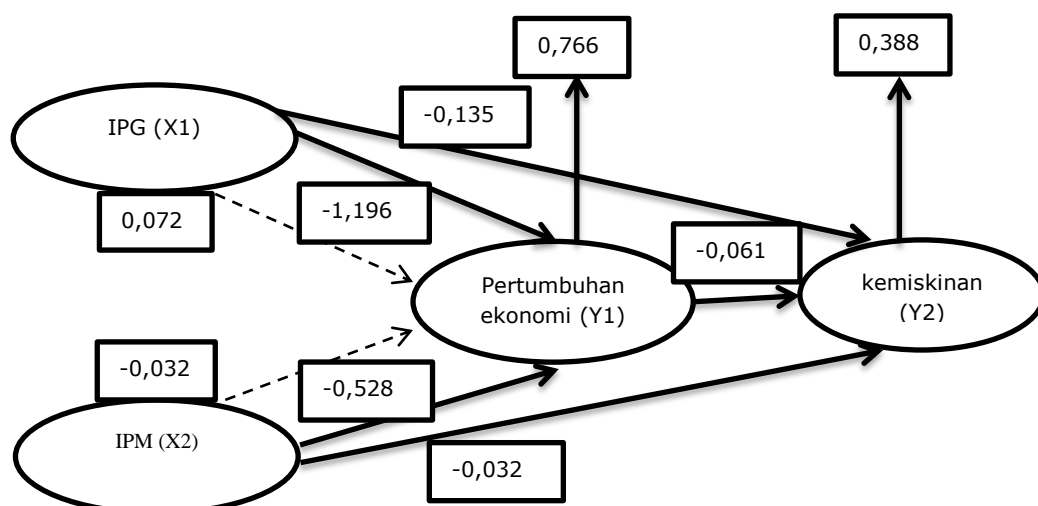 0,766
0,388
IPG (X1)
-0,135
0,072
-1,196
-0,061
Pertumbuhan
ekonomi (Y1)
kemiskinan
(Y2)
-0,032
-0,528
IPM (X2)
-0,032